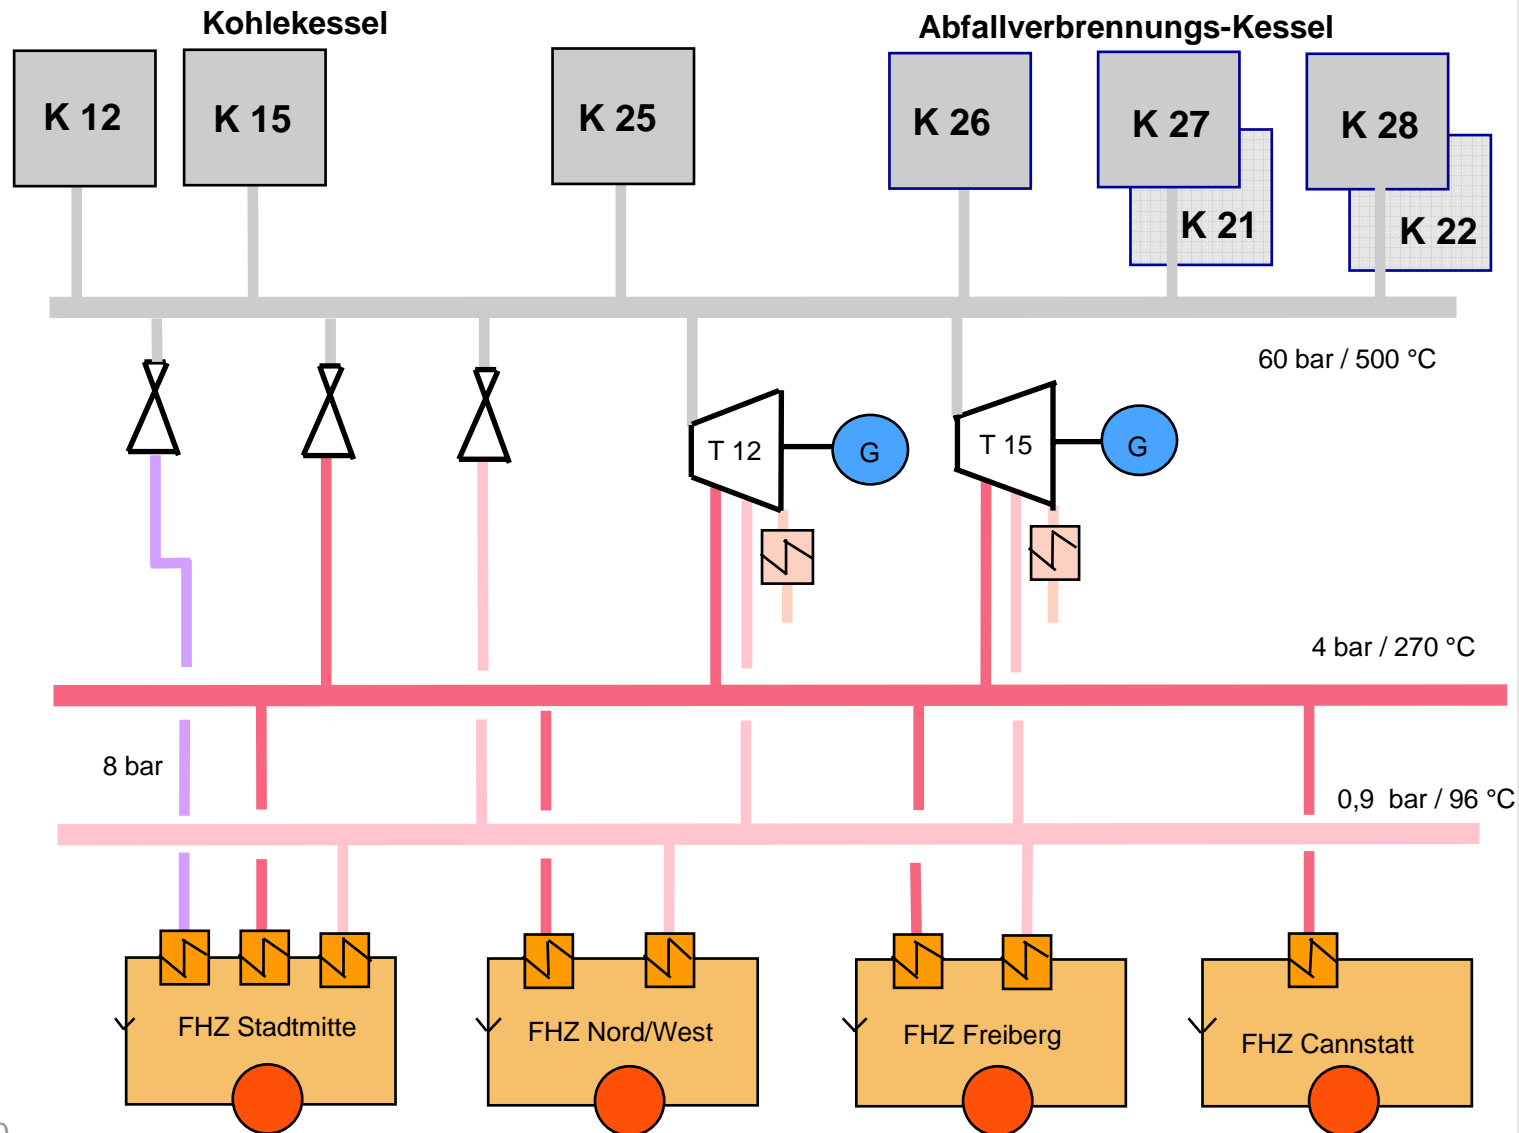 Kohlekessel
Abfallverbrennungs-Kessel
K 12
K 15
K 25
K 26
K 27
K 28
K 21
K 22
60 bar / 500 °C
T 12
G
T 15
G
4 bar / 270 °C
8 bar
0,9 bar / 96 °C
FHZ Stadtmitte
FHZ Nord/West
FHZ Freiberg
FHZ Cannstatt